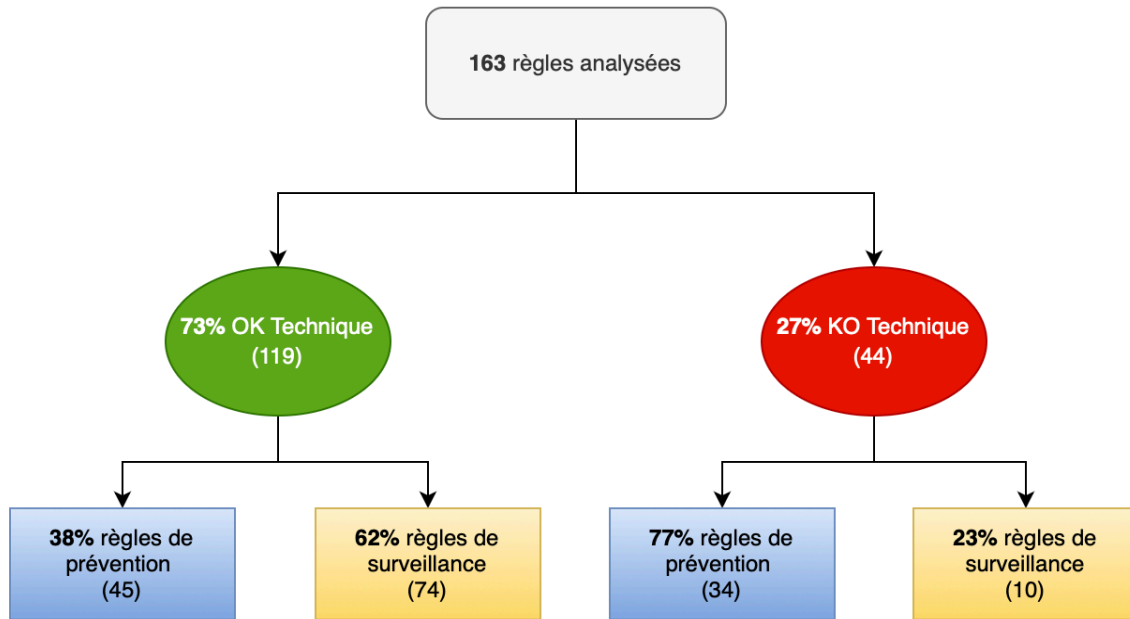 163 règles analysées
73% OK Technique
(119)
27% KO Technique
(44)
38% règles de
prévention
(45)
62% règles de
surveillance
(74)
77% règles de
prévention
(34)
23% règles de
surveillance
(10)